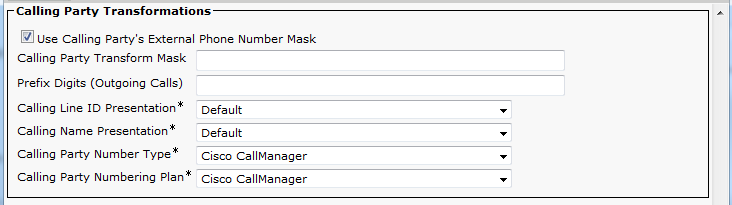 Calling Party Transformations
Use Calling Party's External Phone Number Mask
Calling Party Transform Mask
Prefix Digits (Outgoing Calls)
Calling Line ID Presentation* Default
Calling Name Presentation* Default
Calling Party Number Type* Cisco CallManager
Calling Party Numbering Plan* Cisco CallManager